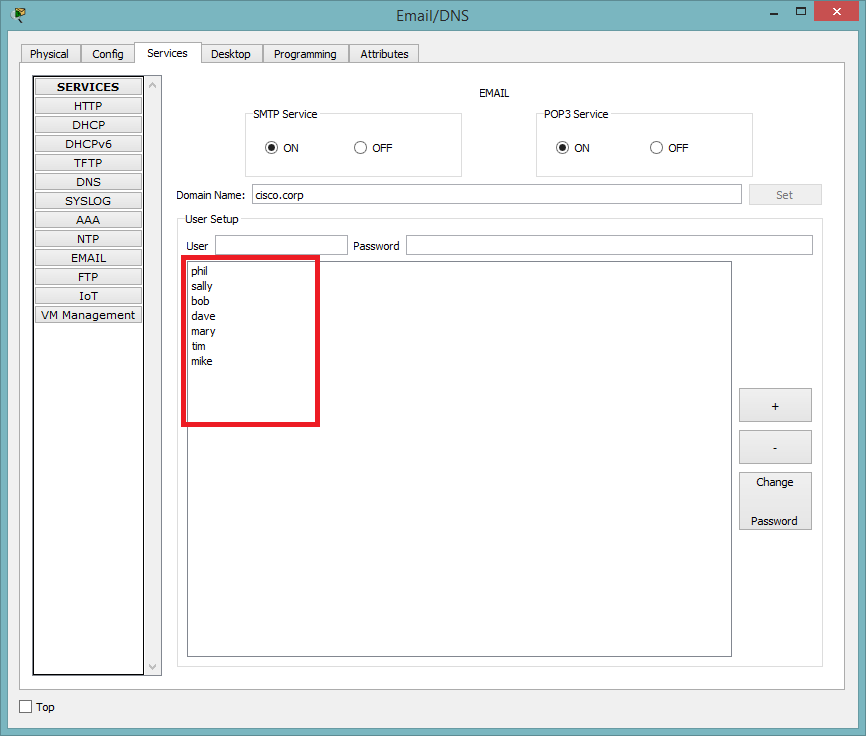 Email/DNS
Physical Config Services Desktop Programming Attributes
SERVICES
HTTP
DHCP
DHCPv6
TFTP
DNS
SYSLOG
AAA
NTP
EMAIL
FTP
IoT
VM Management
EMAIL
SMTP Service
ON OFF
POP3 Service
ON OFF
Domain Name: cisco.corp Set
User Setup
User Password
phil
sally
bob
dave
mary
tim
mike
+
-
Change
Password
Top